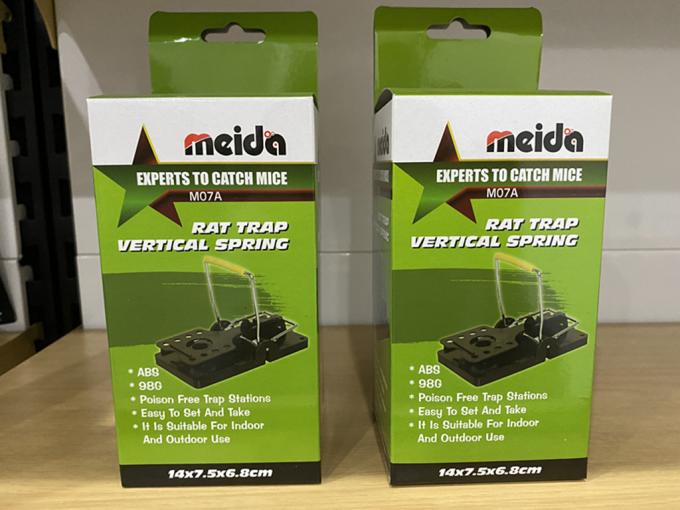 meida
EXPERTS TO CATCH MICE
M07A
RAT TRAP
VERTICAL SPRING
* ABS
* 98G
* Poison Free Trap Stations
* Easy To Set And Take
* It Is Suitable For Indoor
And Outdoor Use
14x7.5x6.8cm
meida
EXPERTS TO CATCH MICE
M07A
RAT TRAP
VERTICAL SPRING
* ABS
* 98G
* Poison Free Trap Stations
* Easy To Set And Take
* It Is Suitable For Indoor
And Outdoor Use
14x7.5x6.8cm